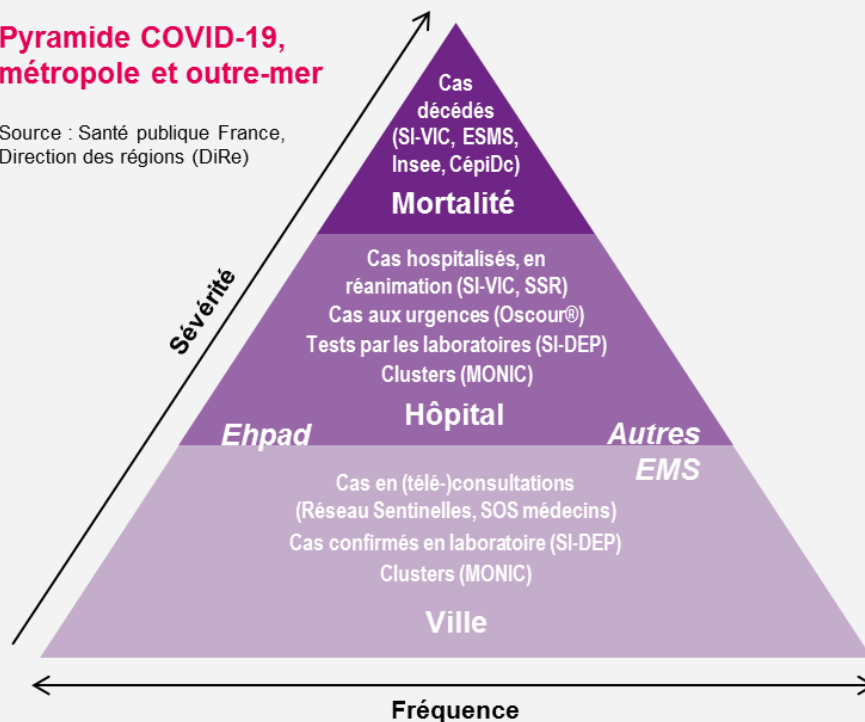 Pyramide COVID-19,
métropole et outre-mer
Source : Santé publique France,
Direction des régions (DiRe)
Cas
décédés
(SI-VIC, ESMS,
Insee, CépiDc)
Mortalité
Sévérité
Cas hospitalisés, en
réanimation (SI-VIC, SSR)
Cas aux urgences (Oscour®)
Tests par les laboratoires (SI-DEP)
Clusters (MONIC)
Hôpital
Ehpad
Autres
EMS
Cas en (télé-)consultations
(Réseau Sentinelles, SOS médecins)
Cas confirmés en laboratoire (SI-DEP)
Clusters (MONIC)
Ville
Fréquence